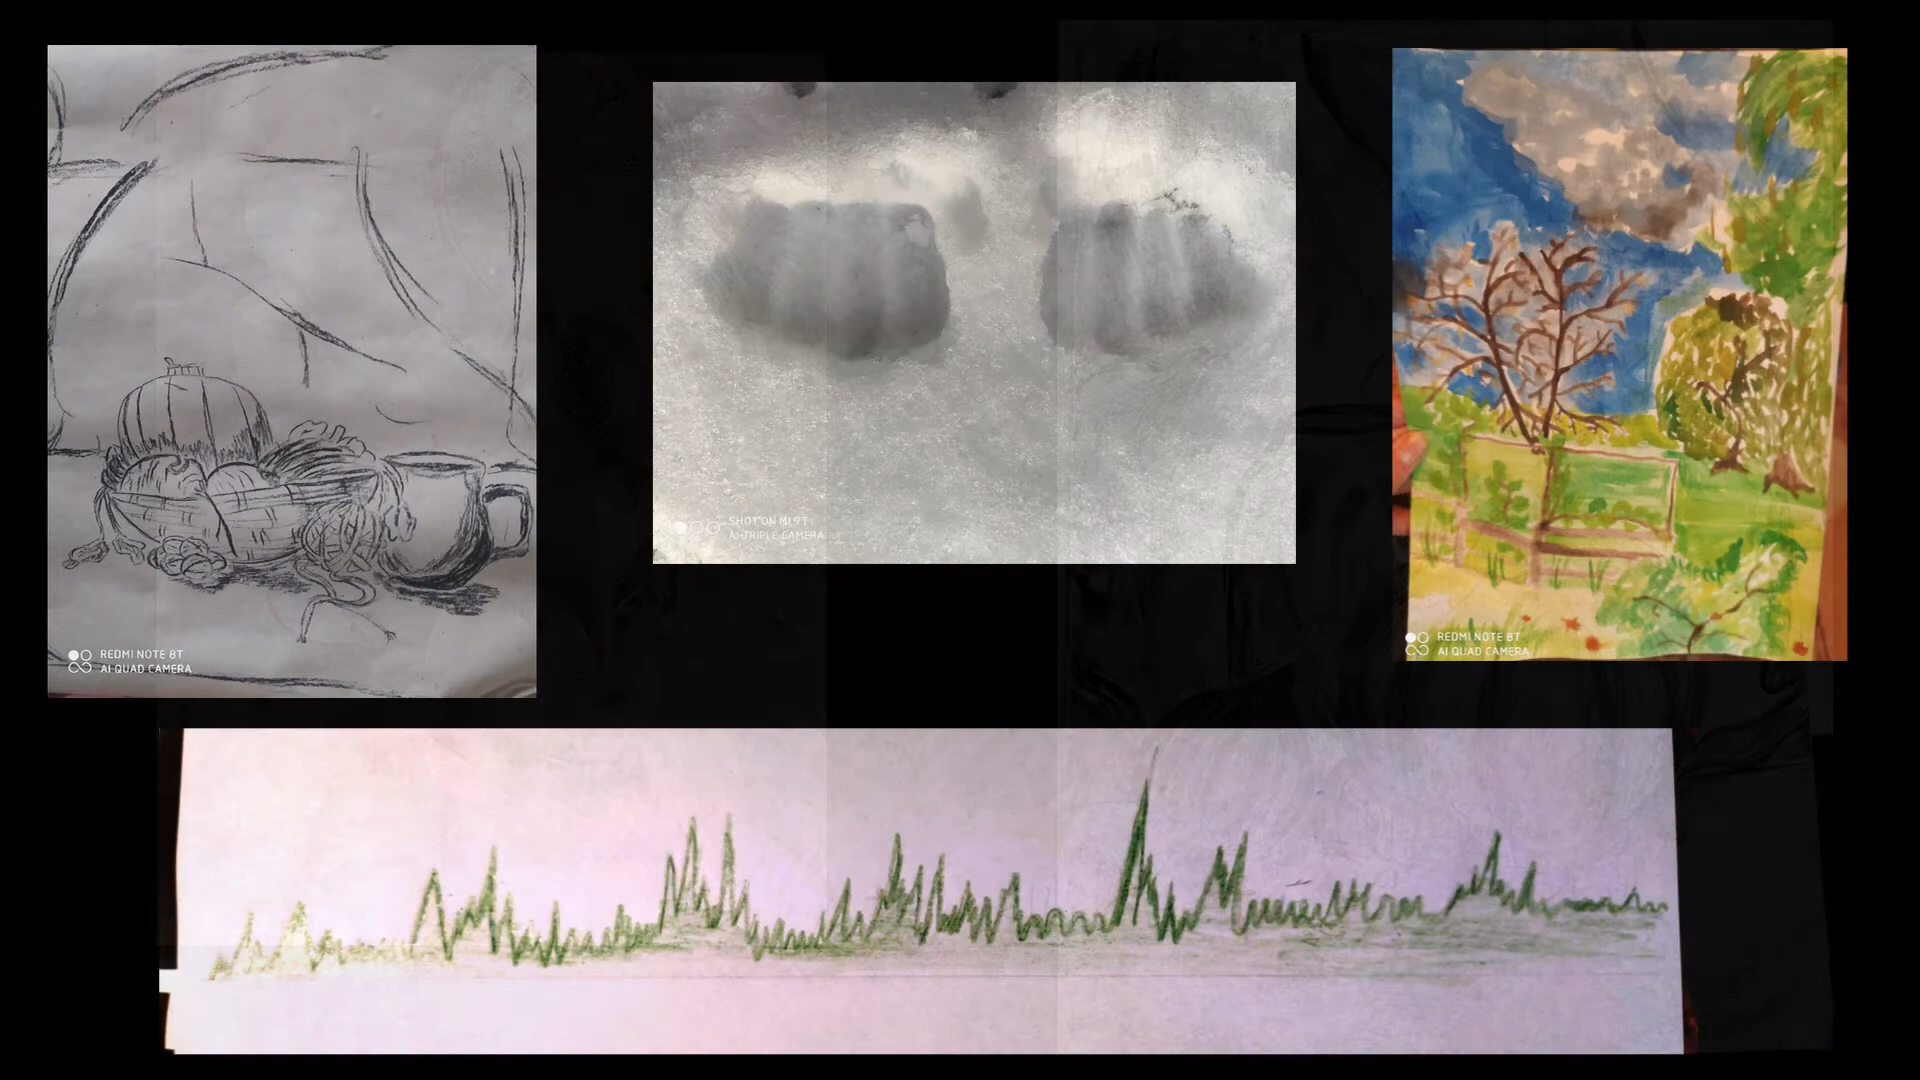 REDMI NOTE 8T
AI QUAD CAMERA
SHOT ON MI 9T
AI TRIPLE CAMERA
REDMI NOTE 8T
AI QUAD CAMERA